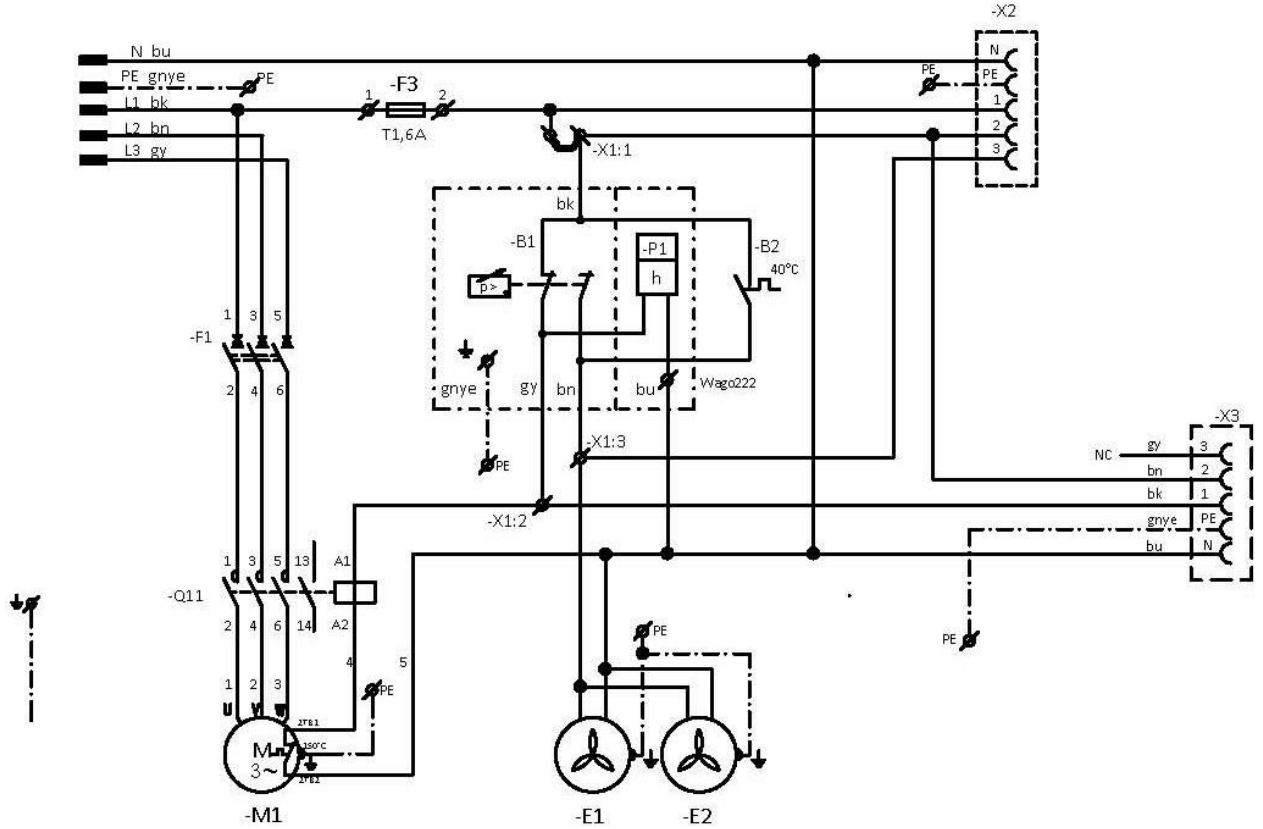 -X2
N bu
N
PE gnye
PE
PE
PE
L1 bk
1
-F3
2
1
T1,6A
L2 bn
-X1:1
2
L3 gy
3
bk
-B1
-P1
-B2
40°C
p>
h
1 3 5
-F1
2 4 6
gnye
gy
bn
bu
Wago222
-X3
-X1:3
NC
gy
3
PE
bn
2
bk
1
-X1:2
gnye
PE
bu
N
1 3 5 13
A1
-Q11
2 4 6 14
A2
PE
PE
4
5
1 2 3
PE
U V W
2TB1
M
150°C
3~
2TB2
-M1
-E1
-E2